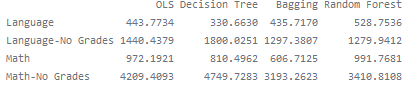 OLS Decision Tree Bagging Random Forest
Language 443.7734 330.6630 435.7170 528.7536
Language-No Grades 1440.4379 1800.0251 1297.3807 1279.9412
Math 972.1921 810.4962 606.7125 991.7681
Math-No Grades 4209.4093 4749.7283 3193.2623 3410.8108